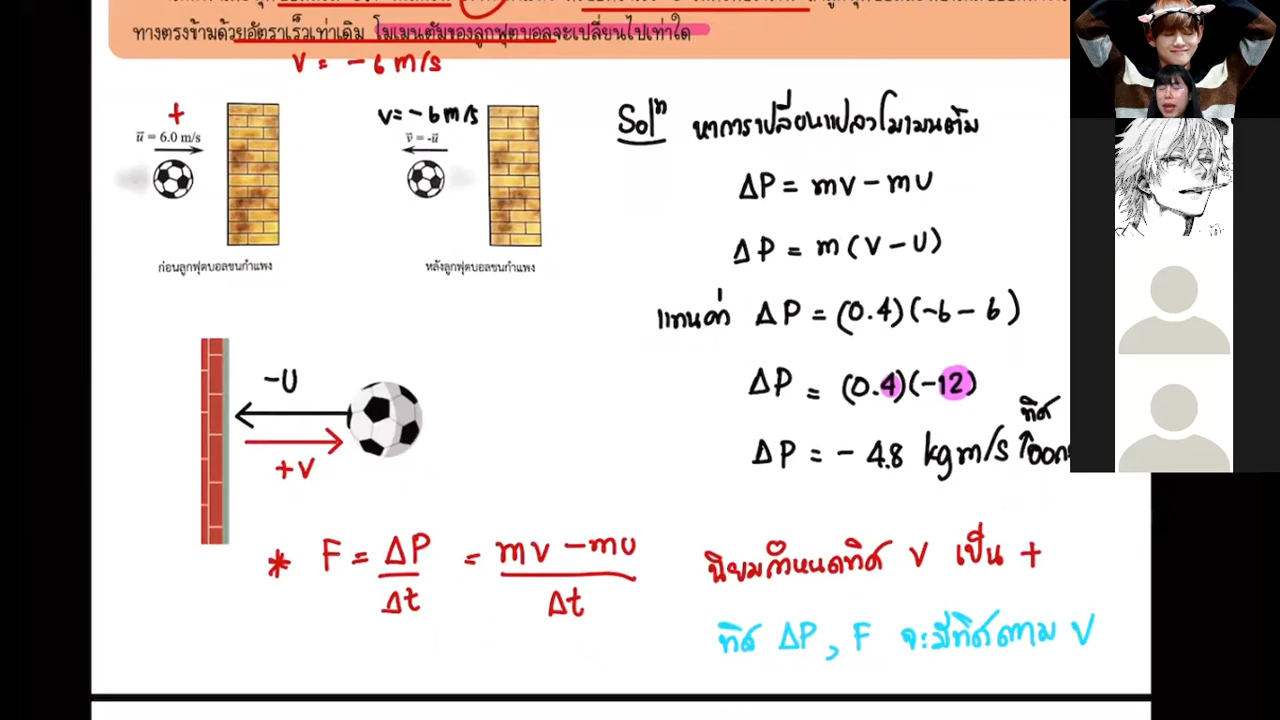 ทางตรงข้ามด้วยอัตราเร็วเท่าเดิม โมเมนตัมของลูกฟุตบอลจะเปลี่ยนไปเท่าใด
v = -6 m/s
+
u⃗ = 6.0 m/s
v = -6 m/s
v⃗ = -u⃗
ก่อนลูกฟุตบอลชนกำแพง
หลังลูกฟุตบอลชนกำแพง
Solⁿ หาการเปลี่ยนแปลงโมเมนตัม
ΔP = mv - mu
ΔP = m(v - u)
แทนค่า ΔP = (0.4)(-6 - 6)
ΔP = (0.4)(-12)
ทิศ
ΔP = - 4.8 kg m/s
-u
+v
* F = ΔP/Δt = mv - mu/Δt
นิยมกำหนดทิศ v เป็น +
ทิศ ΔP, F จะมีทิศตาม v